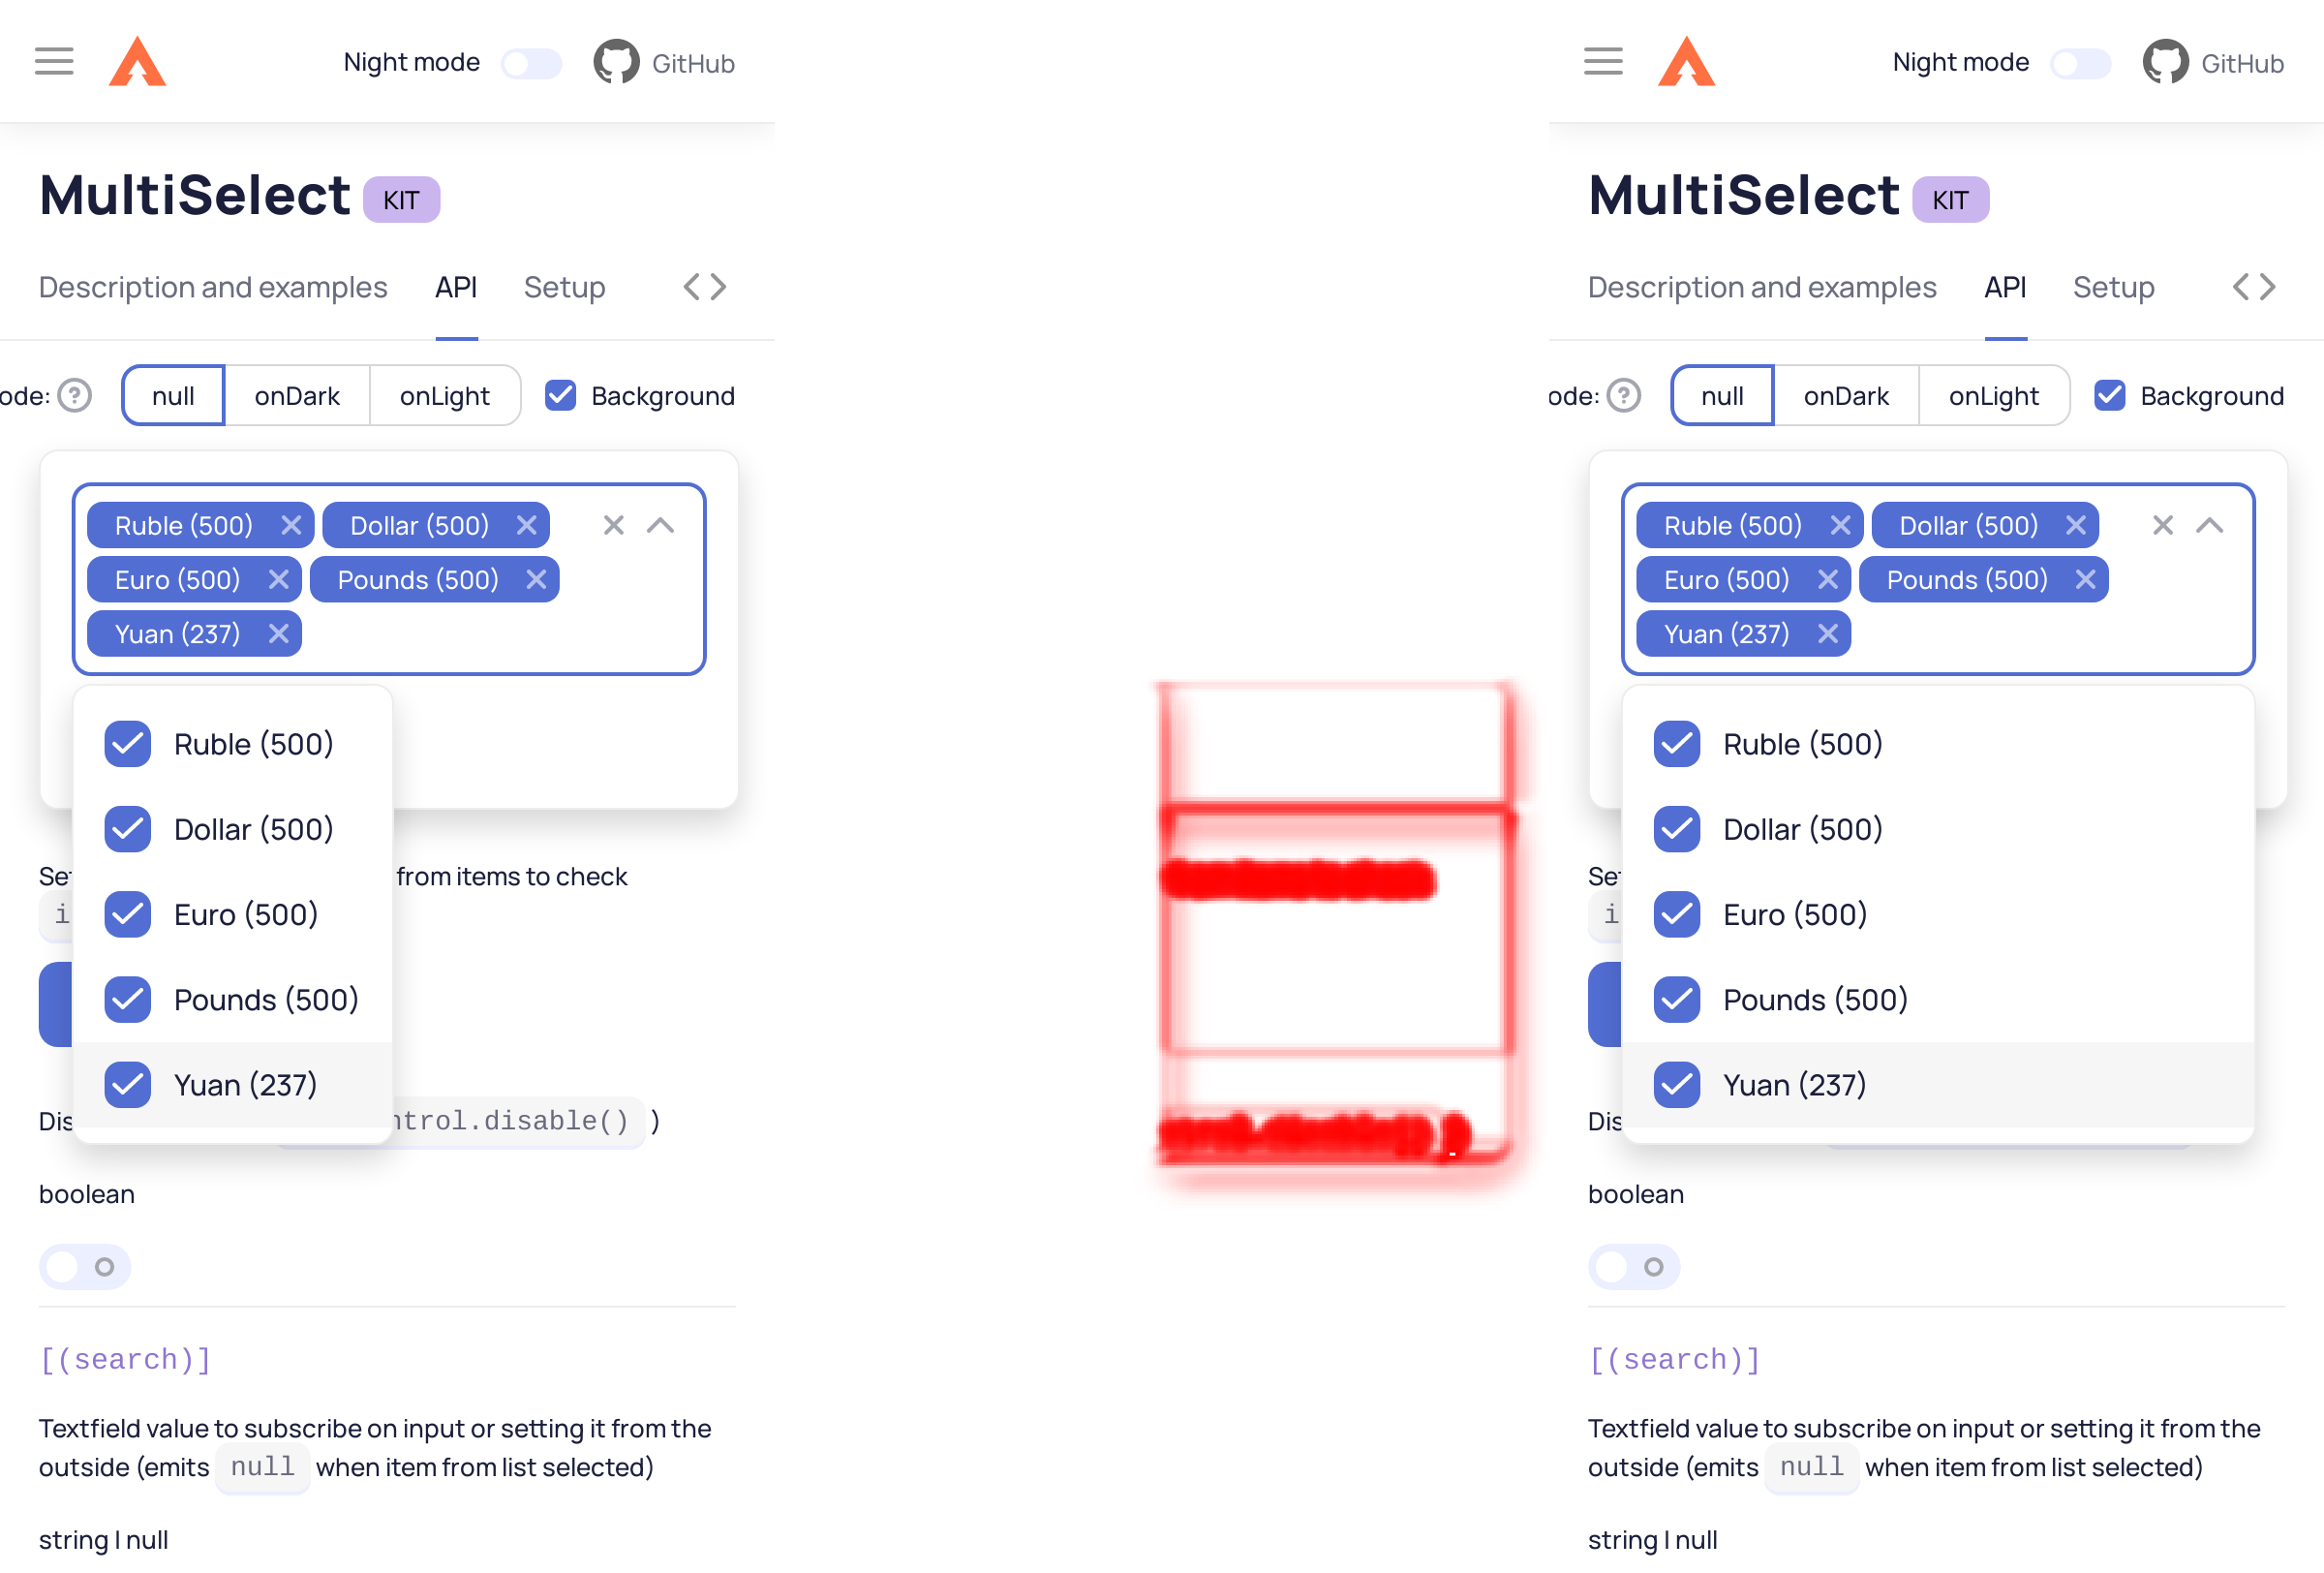 Night mode GitHub
MultiSelect KIT
Description and examples API Setup
ode: ? null onDark onLight Background
Ruble (500) Dollar (500)
Euro (500) Pounds (500)
Yuan (237)
Ruble (500)
Dollar (500)
Se from items to check
i Euro (500)
Pounds (500)
Yuan (237)
Dis ntrol.disable() )
boolean
[(search)]
Textfield value to subscribe on input or setting it from the
outside (emits null when item from list selected)
string | null
Night mode GitHub
MultiSelect KIT
Description and examples API Setup
ode: ? null onDark onLight Background
Ruble (500) Dollar (500)
Euro (500) Pounds (500)
Yuan (237)
Ruble (500)
Dollar (500)
Se
i Euro (500)
Pounds (500)
Yuan (237)
Dis
boolean
[(search)]
Textfield value to subscribe on input or setting it from the
outside (emits null when item from list selected)
string | null